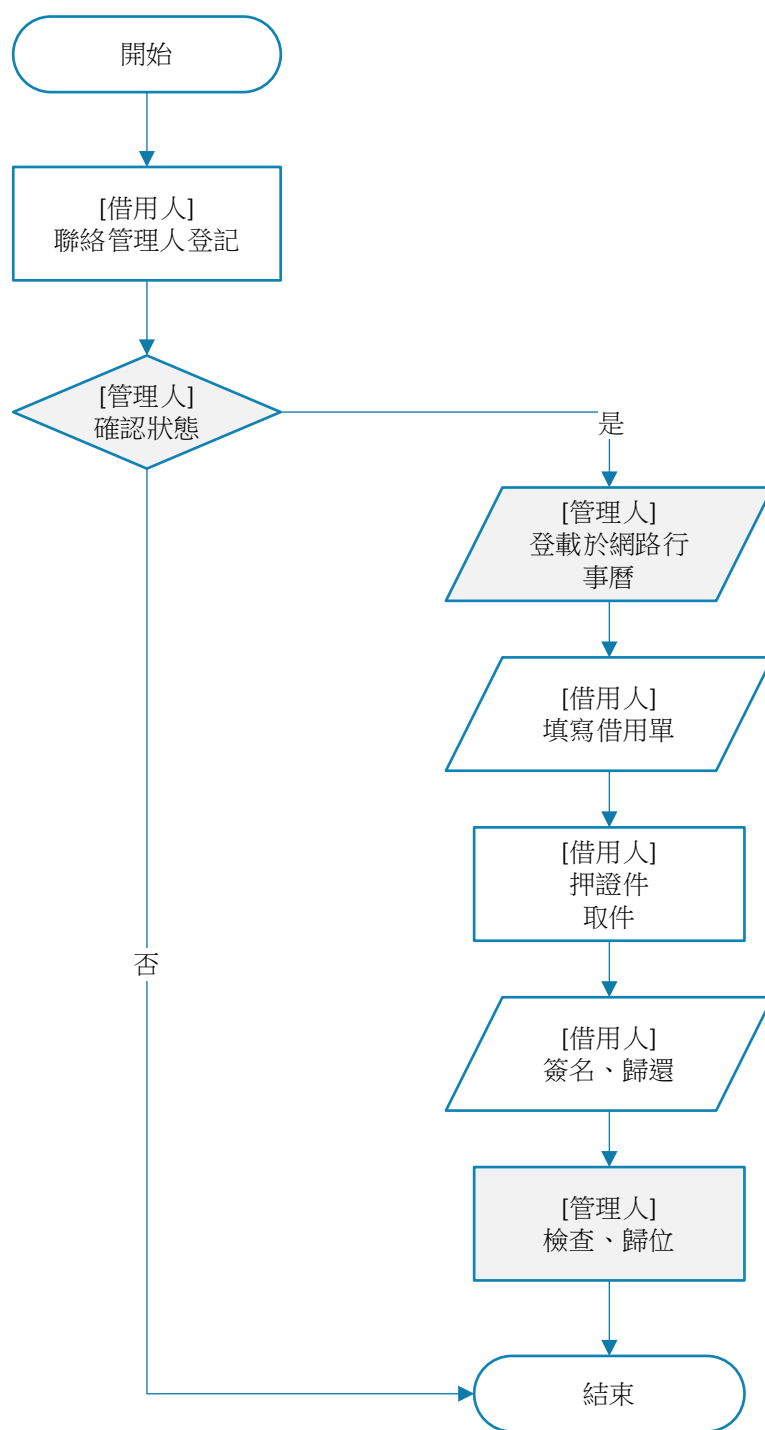 開始
[借用人]
聯絡管理人登記
[管理人]
確認狀態
是
[管理人]
登載於網路行
事曆
[借用人]
填寫借用單
[借用人]
押證件
取件
否
[借用人]
簽名、歸還
[管理人]
檢查、歸位
結束